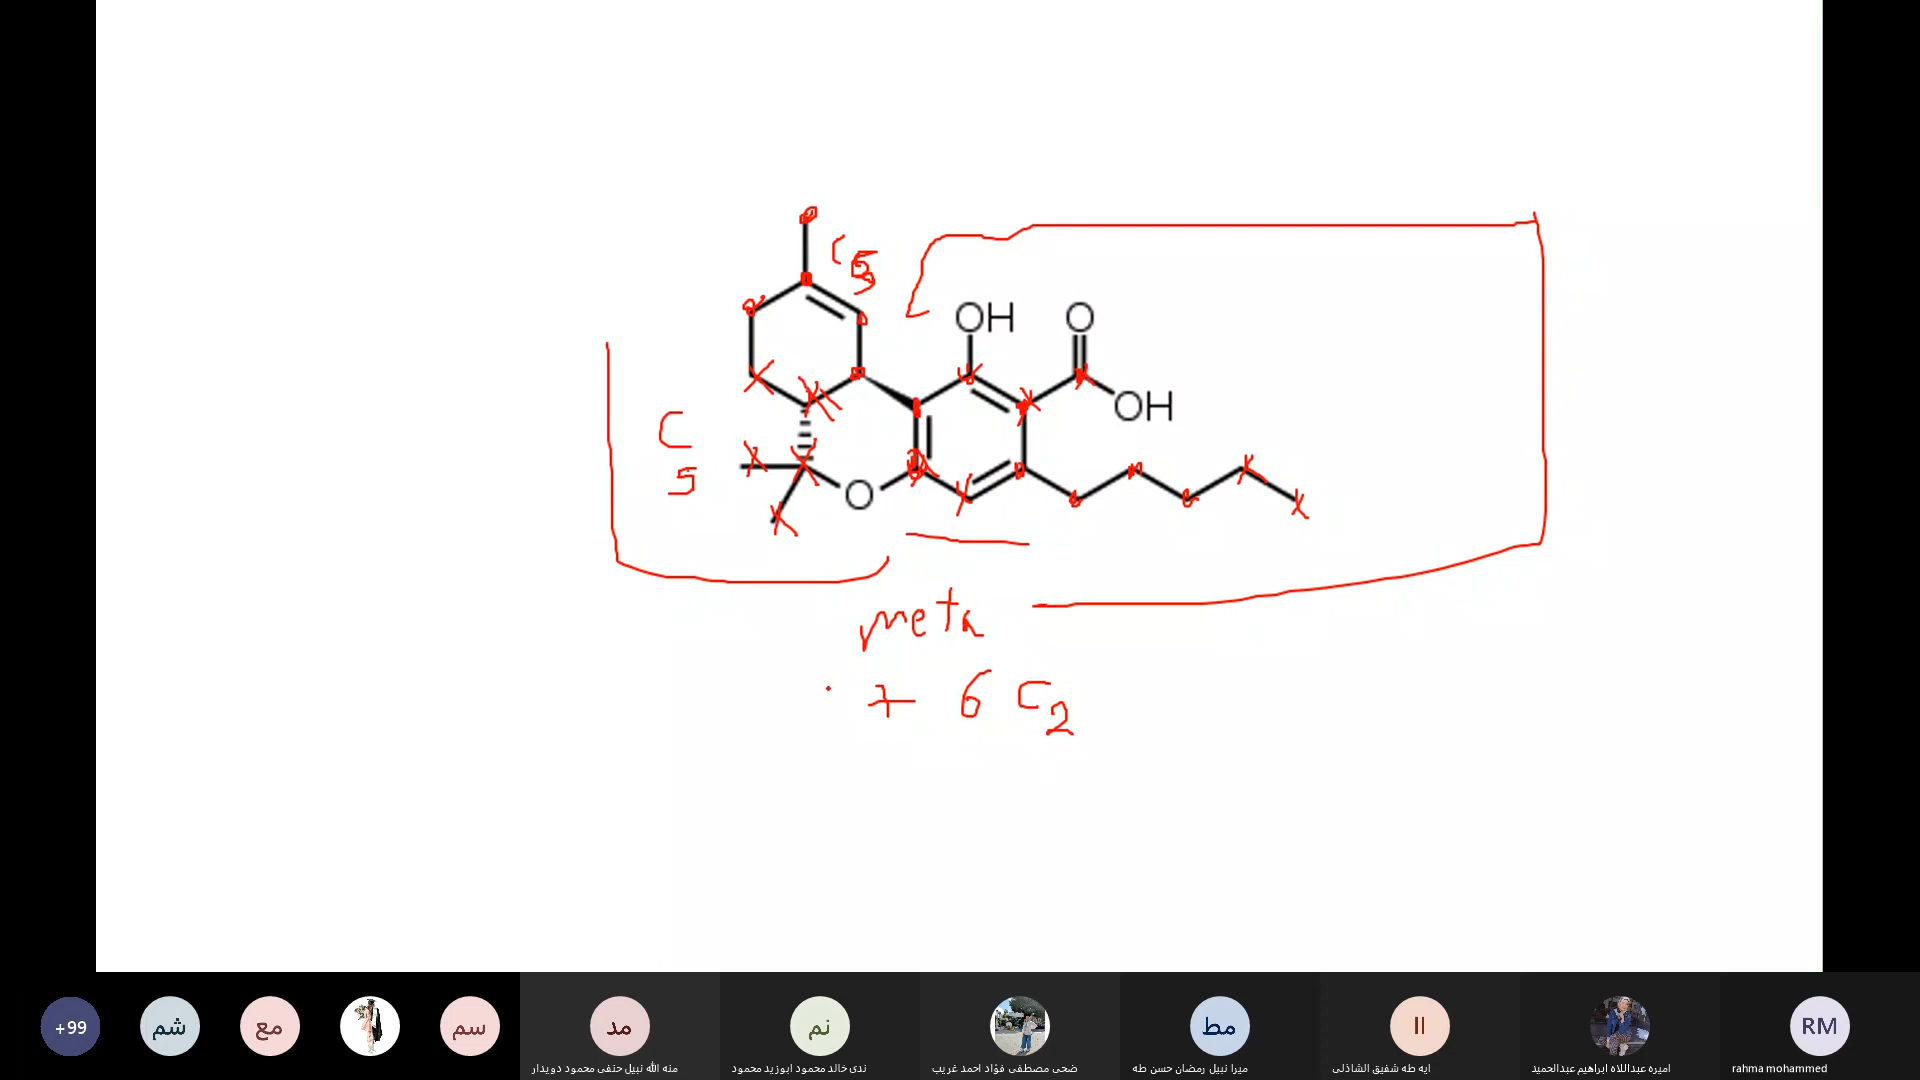 C 5
OH
O
OH
C
5
O
meta
+ 6 C2
+99
شم
مع
سم
مد
نم
مط
اا
RM
منه الله نبيل حنفى محمود دويدار
ندى خالد محمود ابوزيد محمود
ضحى مصطفى فؤاد احمد غريب
ميرا نبيل رمضان حسن طه
ايه طه شفيق الشاذلى
اميره عبداللاه ابراهيم عبدالحميد
rahma mohammed